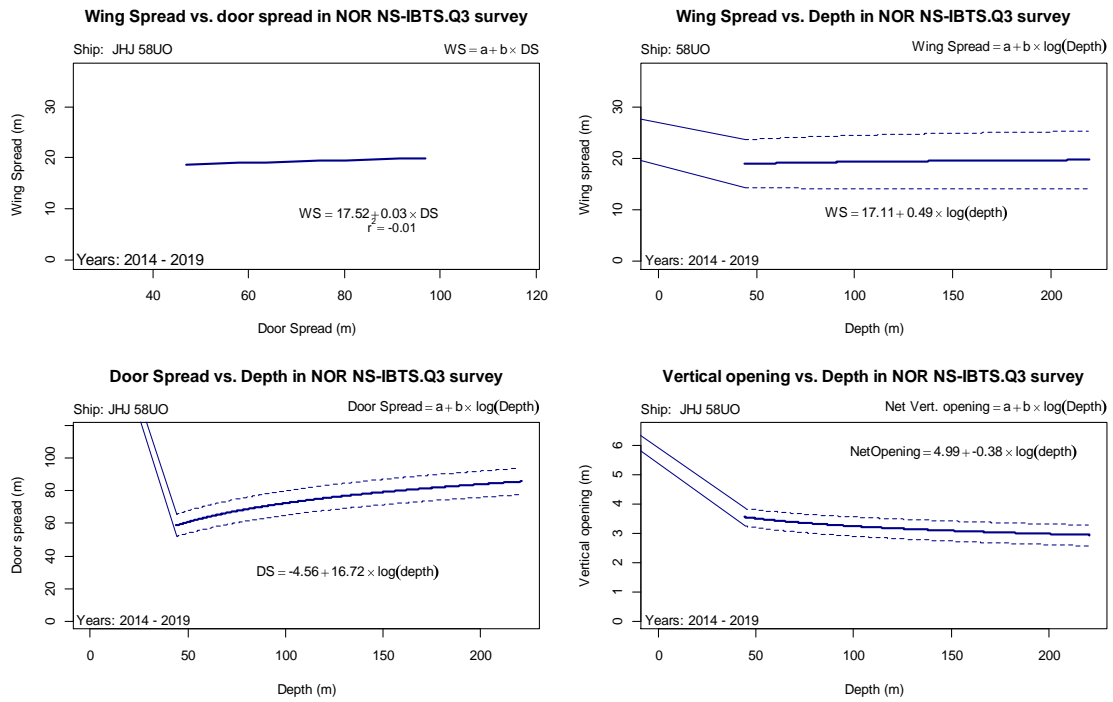 Wing Spread vs. door spread in NOR NS-IBTS.Q3 survey
Ship: JHJ 58UO
WS = a + b × DS
Wing Spread (m)
30
20
10
0
WS = 17.52 + 0.03 × DS
r² = -0.01
Years: 2014 - 2019
40 60 80 100 120
Door Spread (m)
Wing Spread vs. Depth in NOR NS-IBTS.Q3 survey
Ship: 58UO
Wing Spread = a + b × log(Depth)
Wing spread (m)
30
20
10
0
WS = 17.11 + 0.49 × log(depth)
Years: 2014 - 2019
0 50 100 150 200
Depth (m)
Door Spread vs. Depth in NOR NS-IBTS.Q3 survey
Ship: JHJ 58UO
Door Spread = a + b × log(Depth)
Door spread (m)
100
80
60
40
20
0
DS = -4.56 + 16.72 × log(depth)
Years: 2014 - 2019
0 50 100 150 200
Depth (m)
Vertical opening vs. Depth in NOR NS-IBTS.Q3 survey
Ship: JHJ 58UO
Net Vert. opening = a + b × log(Depth)
Vertical opening (m)
6
5
4
3
2
1
0
NetOpening = 4.99 + -0.38 × log(depth)
Years: 2014 - 2019
0 50 100 150 200
Depth (m)